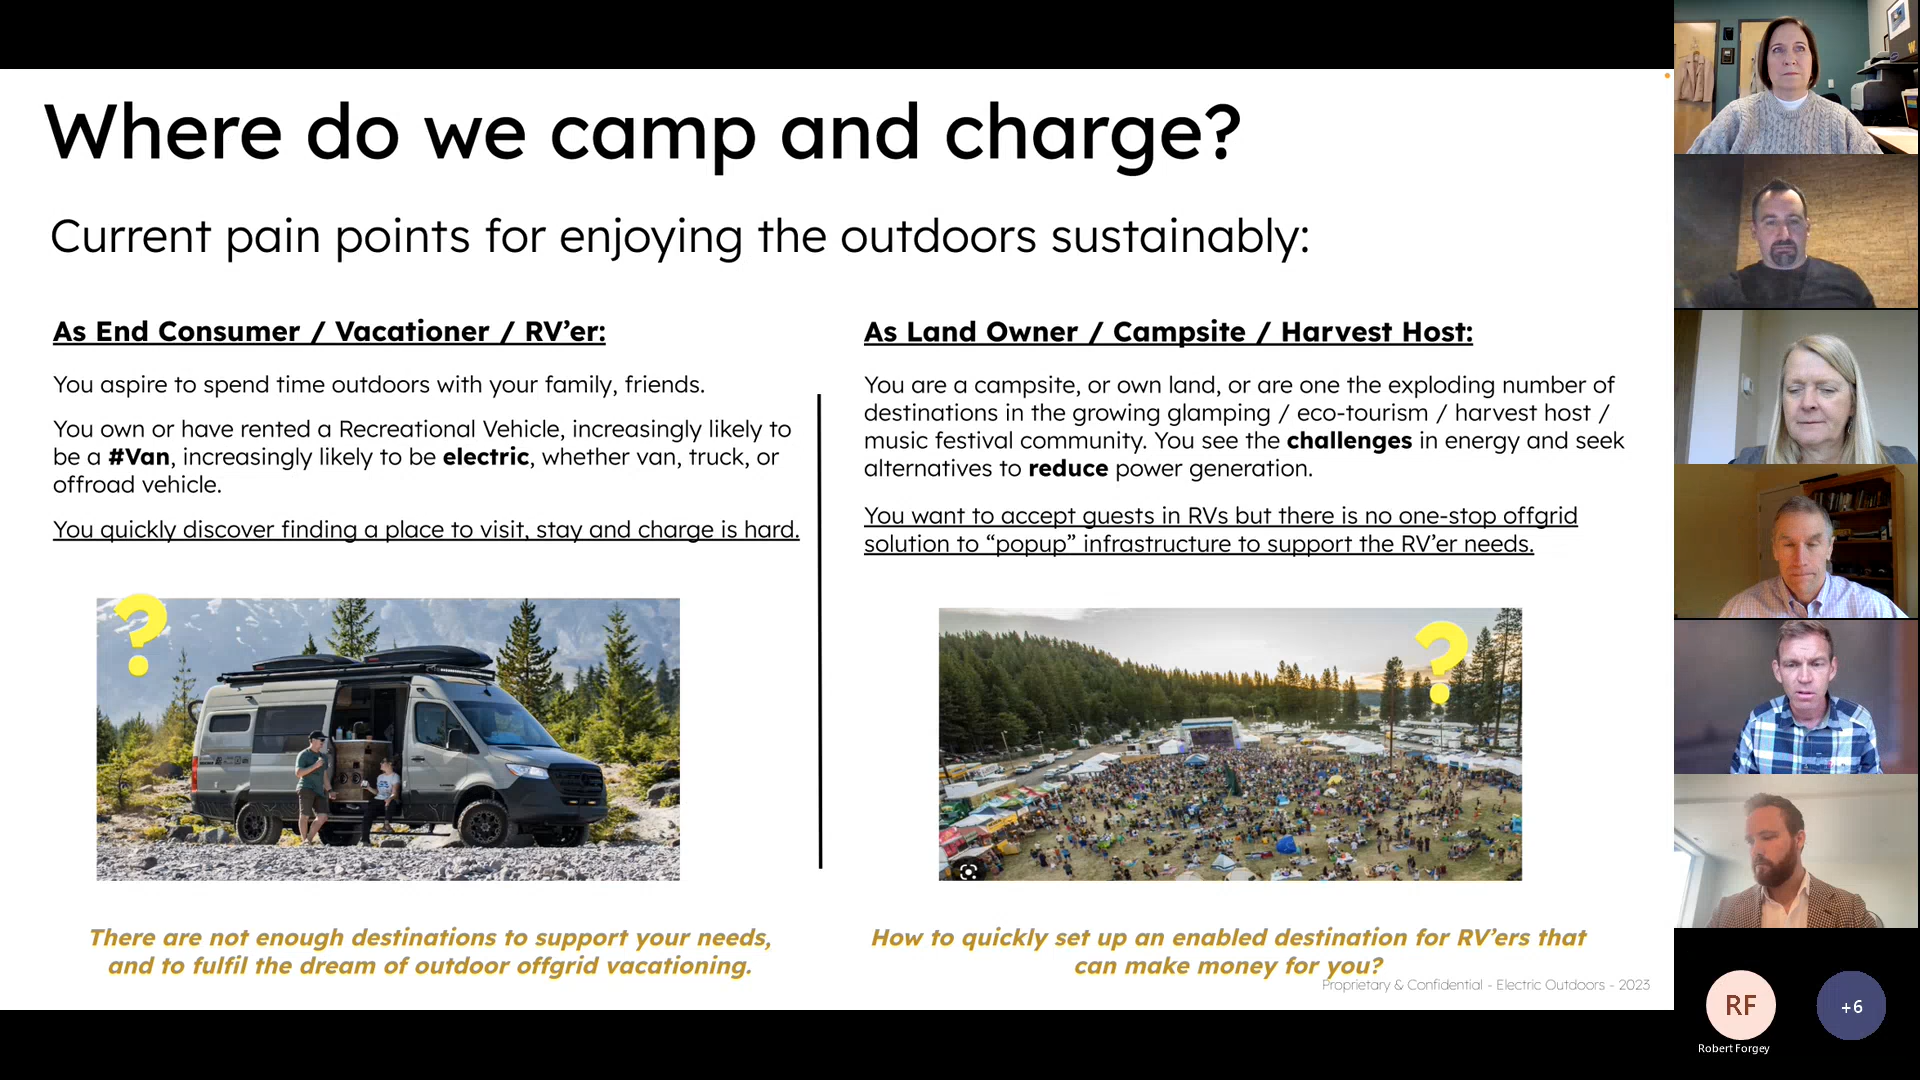 Where do we camp and charge?
Current pain points for enjoying the outdoors sustainably:
As End Consumer / Vacationer / RV’er:
You aspire to spend time outdoors with your family, friends.
You own or have rented a Recreational Vehicle, increasingly likely to
be a #Van, increasingly likely to be electric, whether van, truck, or
offroad vehicle.
You quickly discover finding a place to visit, stay and charge is hard.
?
There are not enough destinations to support your needs,
and to fulfil the dream of outdoor offgrid vacationing.
As Land Owner / Campsite / Harvest Host:
You are a campsite, or own land, or are one the exploding number of
destinations in the growing glamping / eco-tourism / harvest host /
music festival community. You see the challenges in energy and seek
alternatives to reduce power generation.
You want to accept guests in RVs but there is no one-stop offgrid
solution to “popup” infrastructure to support the RV’er needs.
?
How to quickly set up an enabled destination for RV’ers that
can make money for you?
Proprietary & Confidential - Electric Outdoors - 2023
RF
Robert Forgey
+6